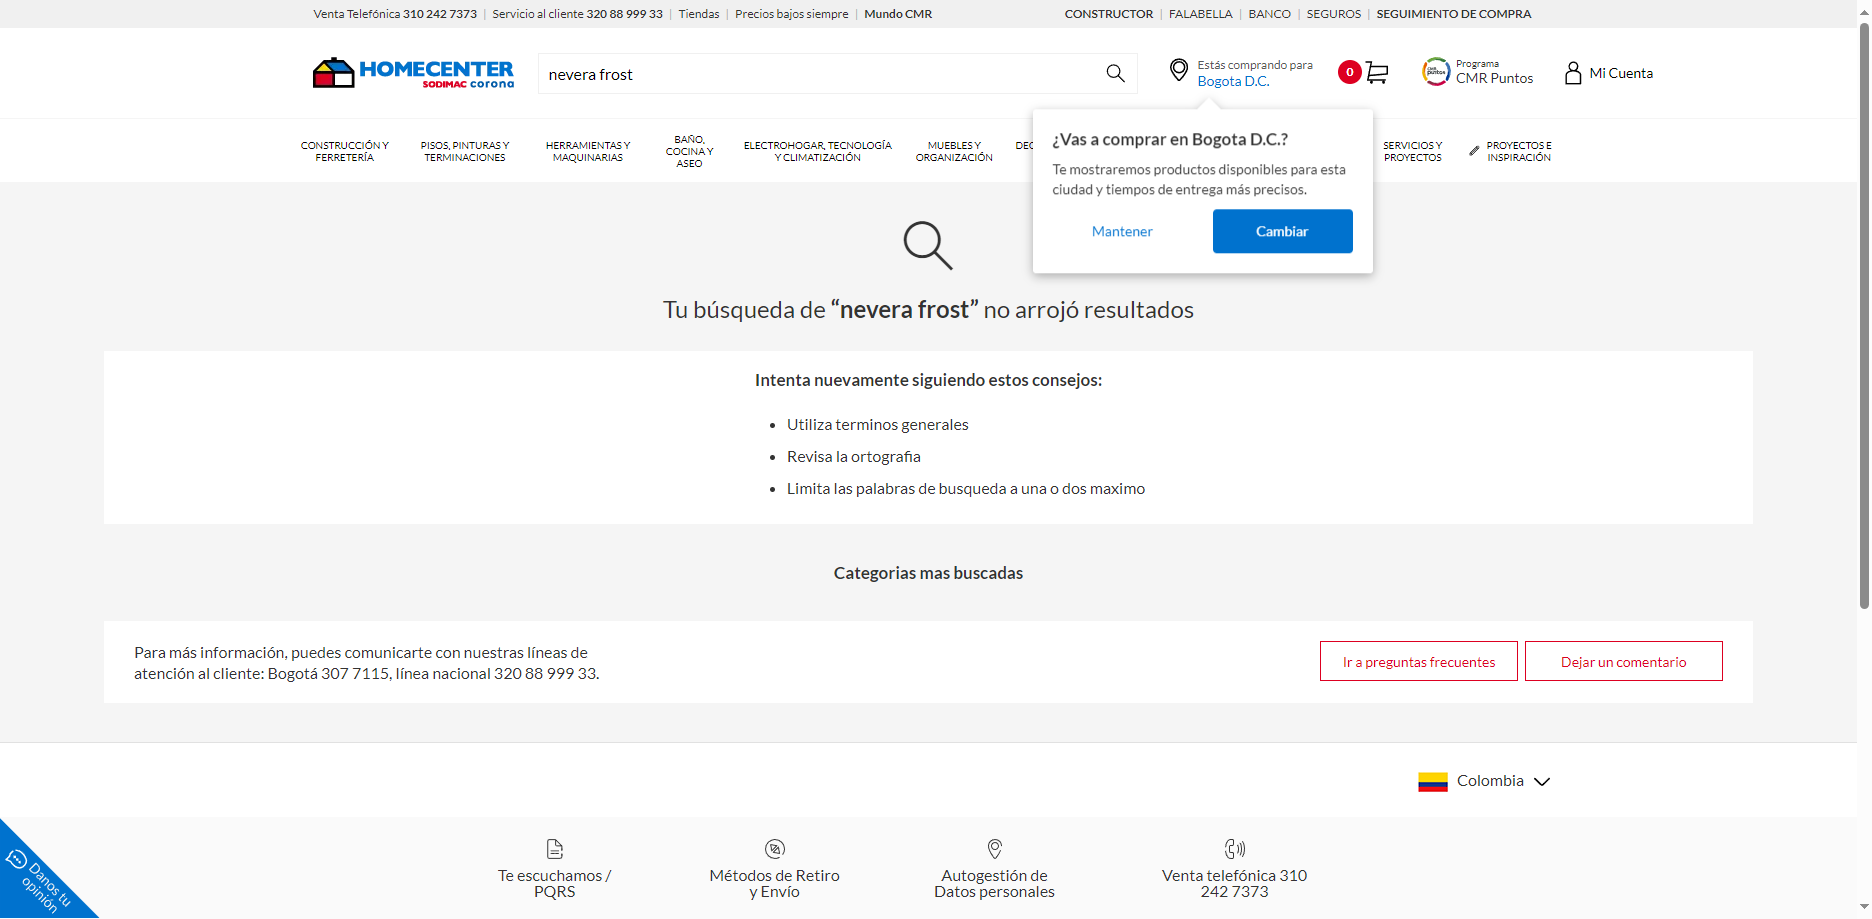 Venta Telefónica 310 242 7373 | Servicio al cliente 320 88 999 33 | Tiendas | Precios bajos siempre | Mundo CMR
CONSTRUCTOR | FALABELLA | BANCO | SEGUROS | SEGUIMIENTO DE COMPRA
HOMECENTER
SODIMAC corona
nevera frost
Estás comprando para
Bogota D.C.
0
Programa
CMR Puntos
Mi Cuenta
CONSTRUCCIÓN Y
FERRETERÍA
PISOS, PINTURAS Y
TERMINACIONES
HERRAMIENTAS Y
MAQUINARIAS
BAÑO,
COCINA Y
ASEO
ELECTROHOGAR, TECNOLOGÍA
Y CLIMATIZACIÓN
MUEBLES Y
ORGANIZACIÓN
SERVICIOS Y
PROYECTOS
PROYECTOS E
INSPIRACIÓN
¿Vas a comprar en Bogota D.C.?
Te mostraremos productos disponibles para esta
ciudad y tiempos de entrega más precisos.
Mantener
Cambiar
Tu búsqueda de “nevera frost” no arrojó resultados
Intenta nuevamente siguiendo estos consejos:
• Utiliza terminos generales
• Revisa la ortografia
• Limita las palabras de busqueda a una o dos maximo
Categorias mas buscadas
Para más información, puedes comunicarte con nuestras líneas de
atención al cliente: Bogotá 307 7115, línea nacional 320 88 999 33.
Ir a preguntas frecuentes
Dejar un comentario
Colombia
Te escuchamos /
PQRS
Métodos de Retiro
y Envío
Autogestión de
Datos personales
Venta telefónica 310
242 7373
Danos tu
opinión